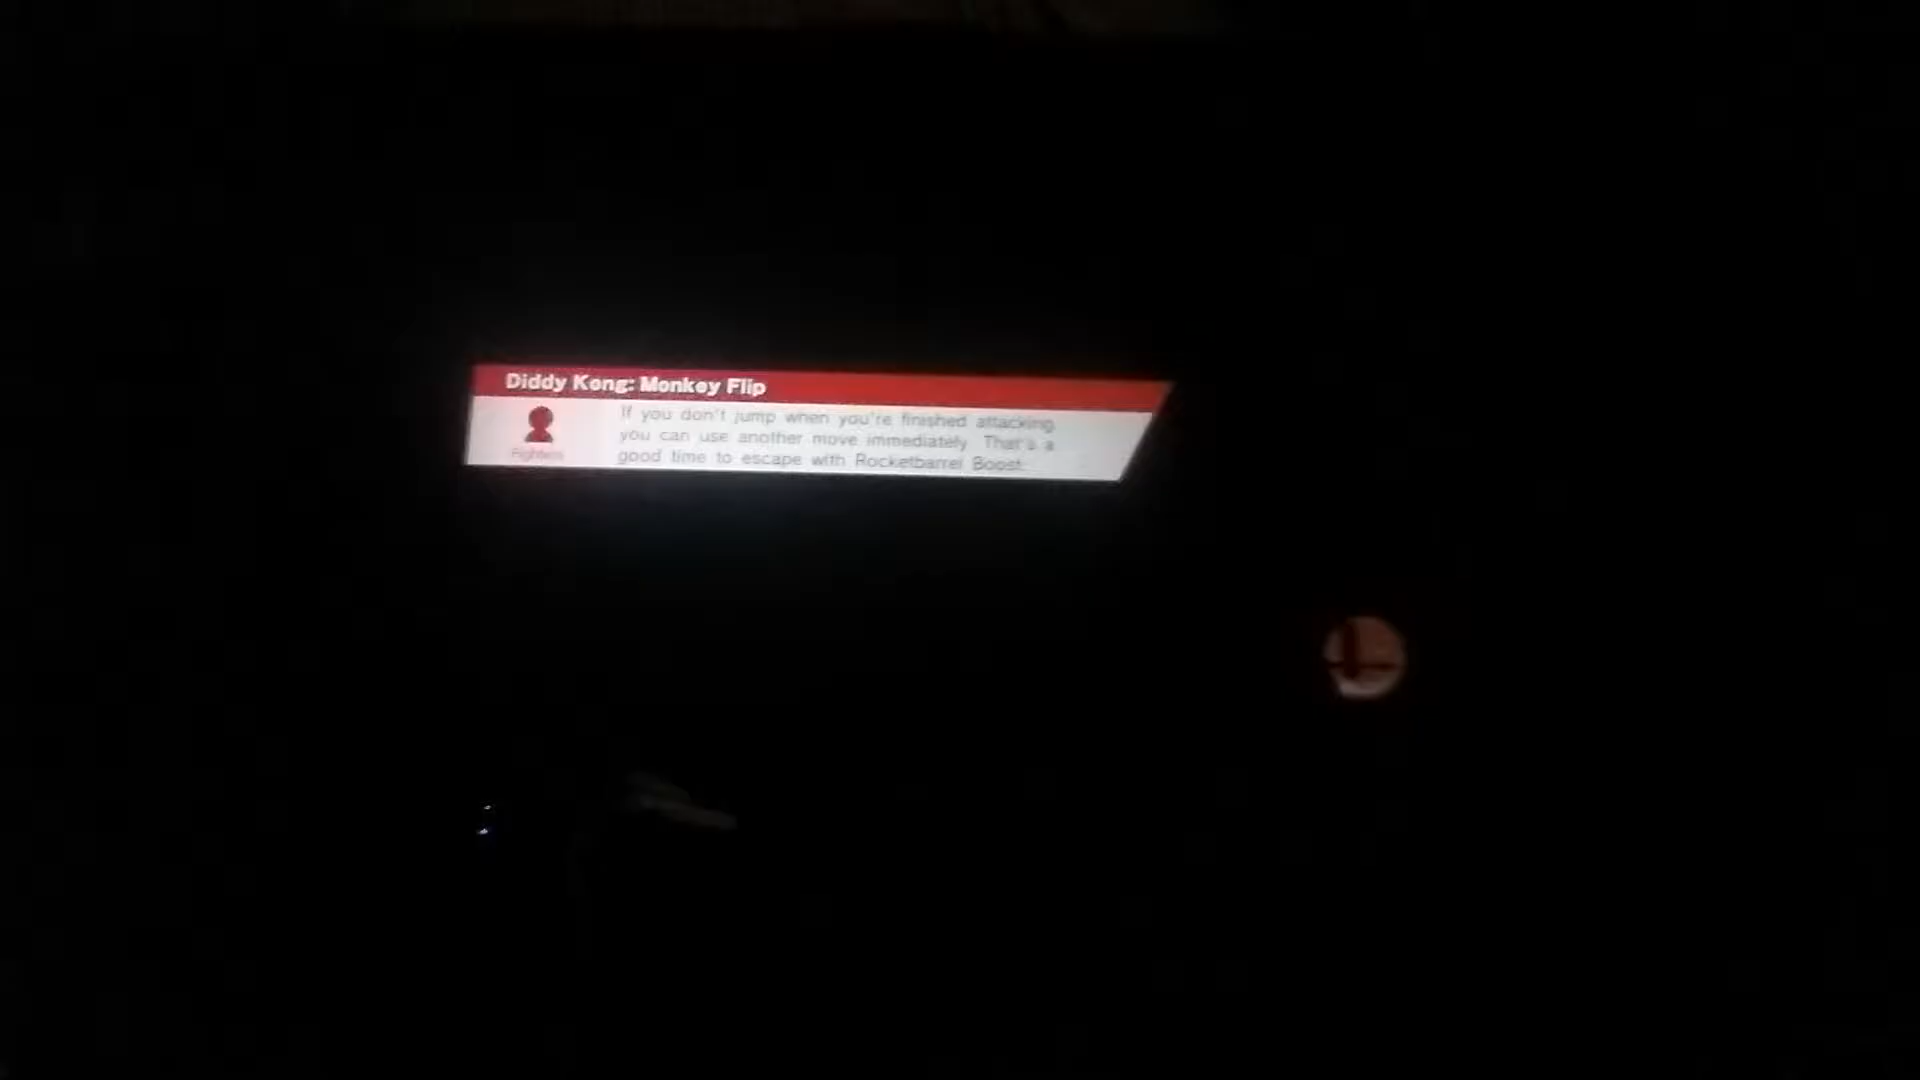 Diddy Kong: Monkey Flip
If you don't jump when you're finished attacking,
you can use another move immediately. That's a
good time to escape with Rocketbarrel Boost.
Fighters